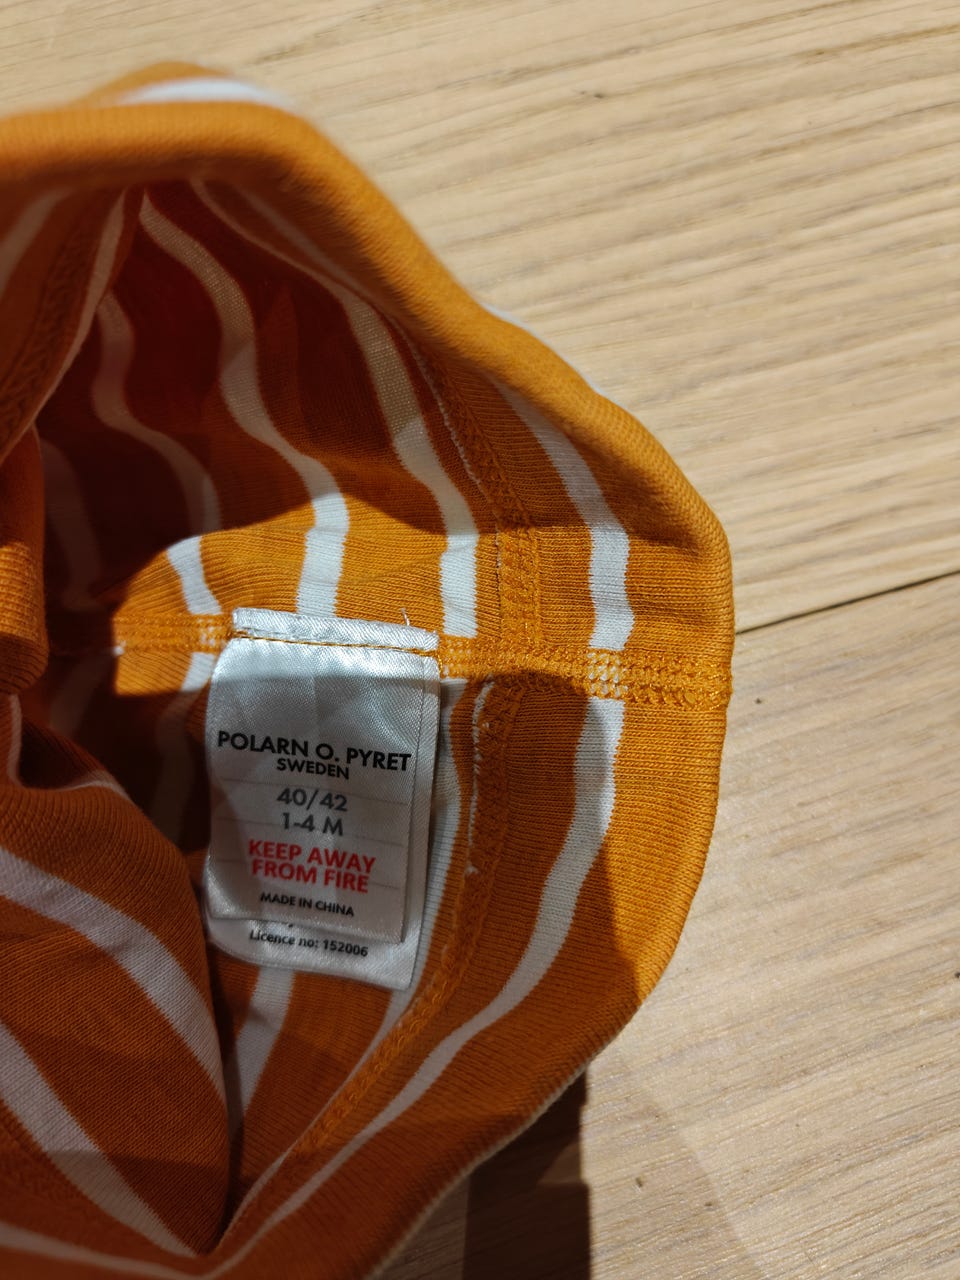 POLARN O. PYRET
SWEDEN
40/42
1-4 M
KEEP AWAY
FROM FIRE
MADE IN CHINA
Licence no: 152006